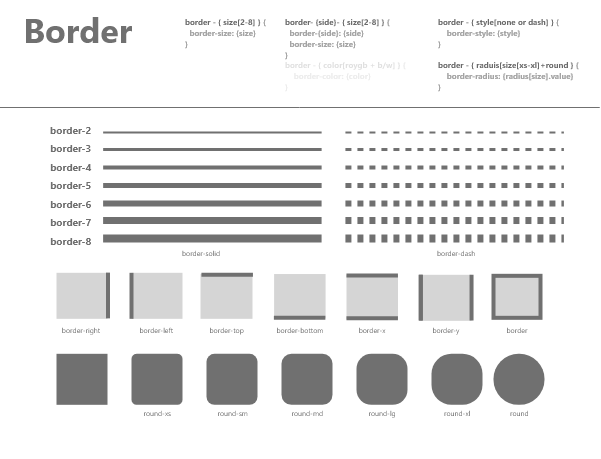 Border
border - ( size[2-8] ) {
border-size: {size}
}
border- (side)- ( size[2-8] ) {
border-{side}: {side}
border-size: {size}
}
border - ( color[roygb + b/w] ) {
border-color: {color}
}
border - ( style[none or dash] ) {
border-style: {style}
}
border - ( raduis[size[xs-xl]+round ) {
border-radius: {radius[size].value}
}
border-2
border-3
border-4
border-5
border-6
border-7
border-8
border-solid
border-dash
border-right
border-left
border-top
border-bottom
border-x
border-y
border
round-xs
round-sm
round-md
round-lg
round-xl
round